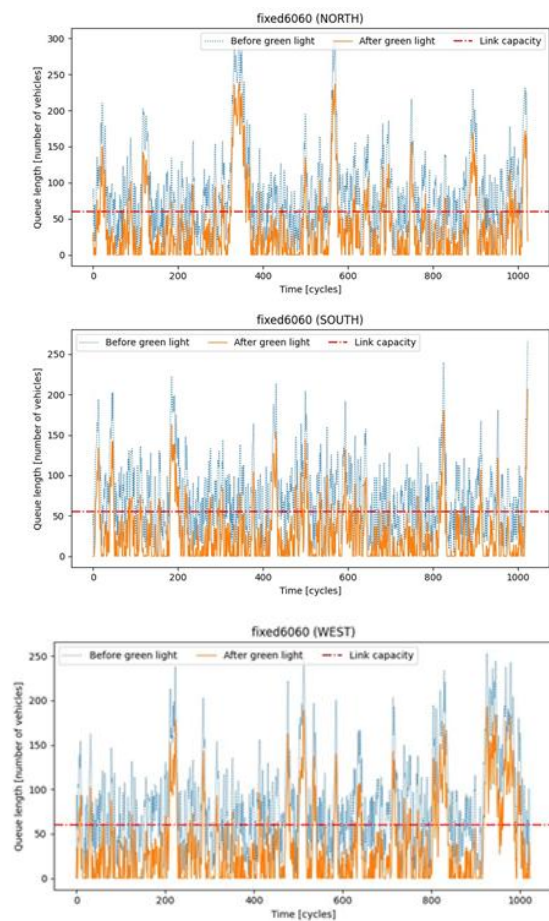 fixed6060 (NORTH)
Before green light After green light Link capacity
300
250
200
150
100
50
0
Queue length [number of vehicles]
0 200 400 600 800 1000
Time [cycles]
fixed6060 (SOUTH)
Before green light After green light Link capacity
250
200
150
100
50
0
Queue length [number of vehicles]
0 200 400 600 800 1000
Time [cycles]
fixed6060 (WEST)
Before green light After green light Link capacity
250
200
150
100
50
0
Queue length [number of vehicles]
0 200 400 600 800 1000
Time [cycles]